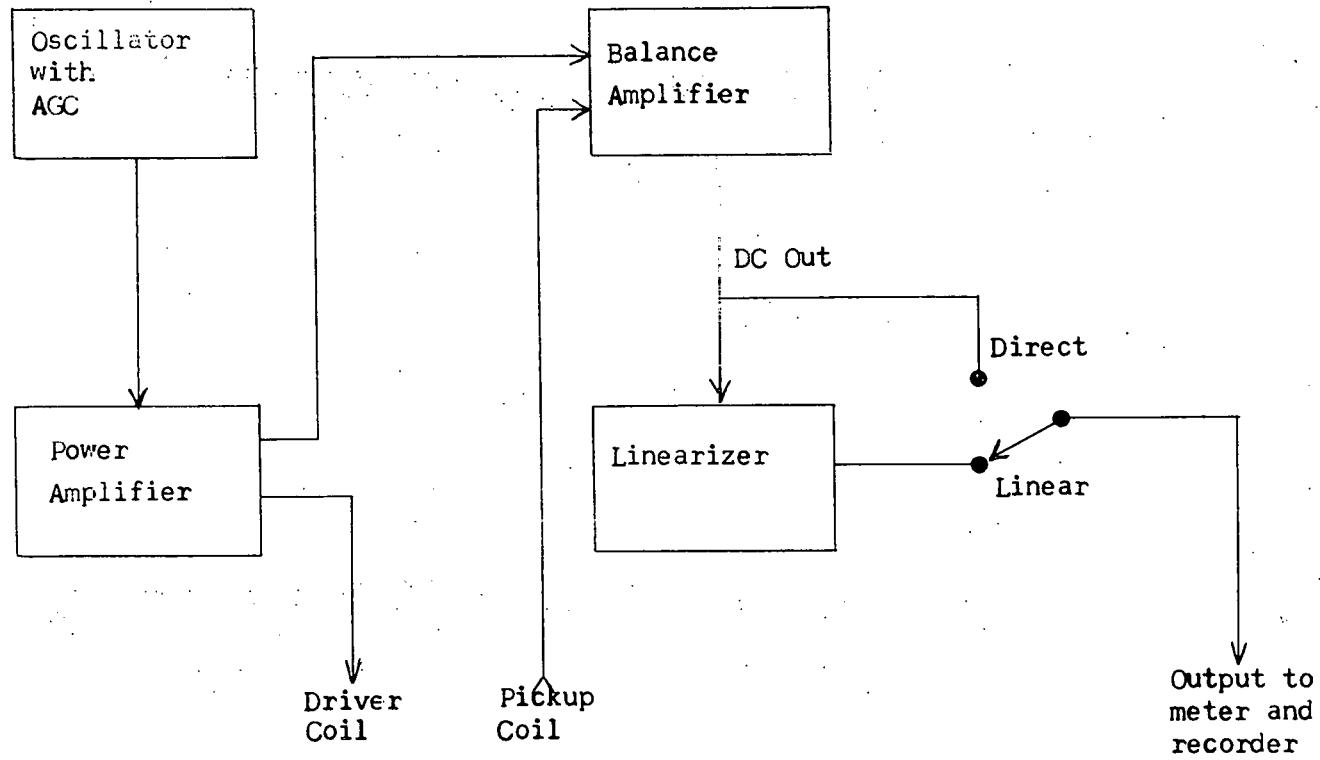 Oscillator
with
AGC
Balance
Amplifier
DC Out
Direct
Power
Amplifier
Linearizer
Linear
Driver
Coil
Pickup
Coil
Output to
meter and
recorder